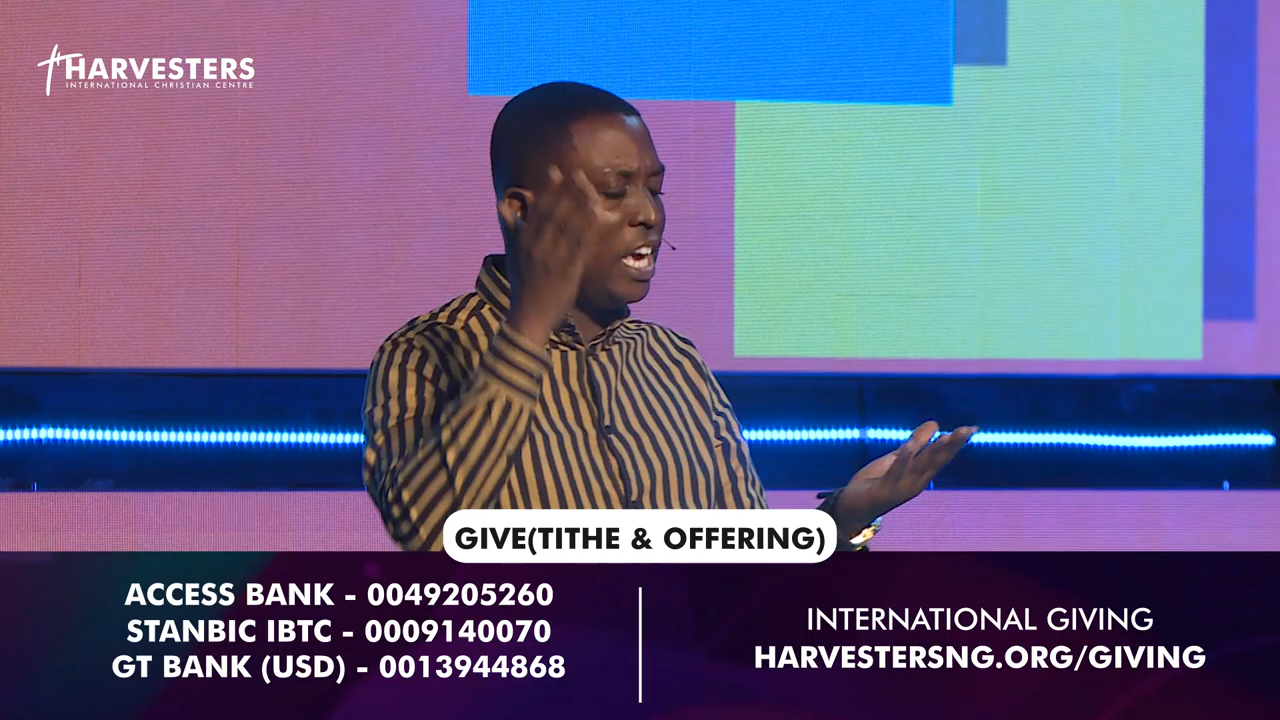 HARVESTERS
INTERNATIONAL CHRISTIAN CENTRE
GIVE(TITHE & OFFERING)
ACCESS BANK - 0049205260
STANBIC IBTC - 0009140070
GT BANK (USD) - 0013944868
INTERNATIONAL GIVING
HARVESTERSNG.ORG/GIVING